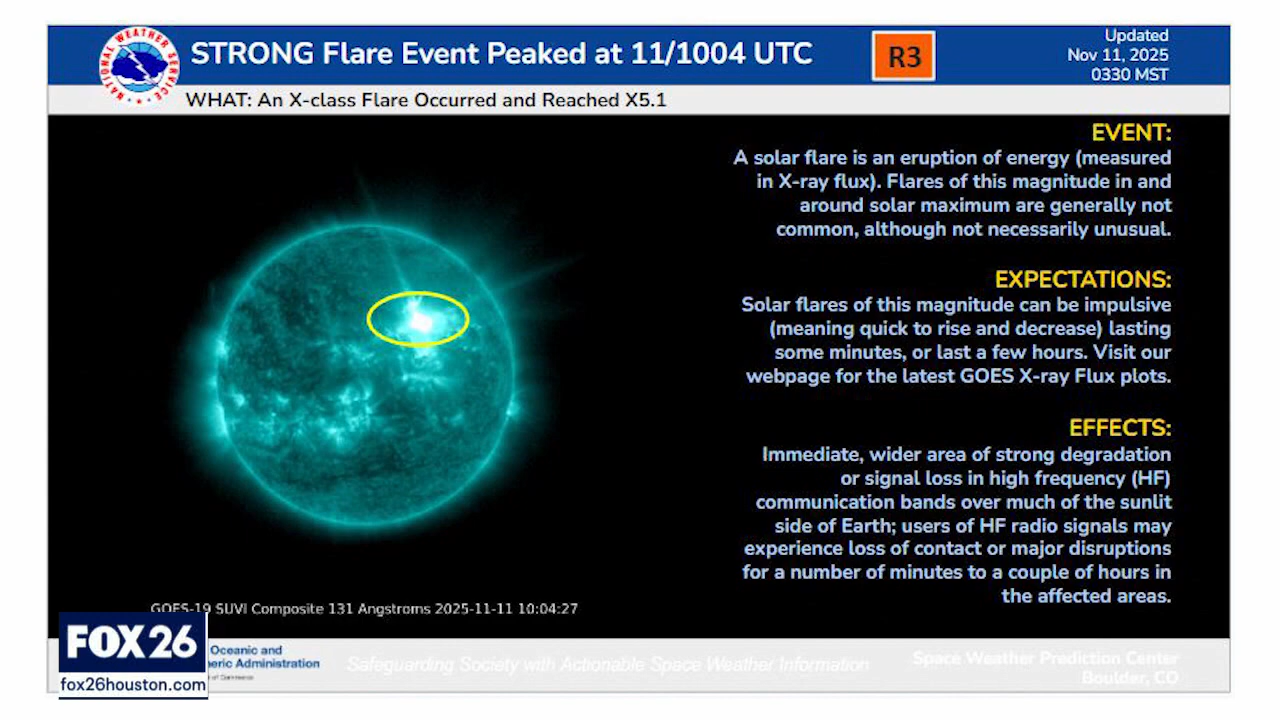 NATIONAL WEATHER SERVICE
STRONG Flare Event Peaked at 11/1004 UTC
R3
Updated
Nov 11, 2025
0330 MST
WHAT: An X-class Flare Occurred and Reached X5.1
EVENT:
A solar flare is an eruption of energy (measured
in X-ray flux). Flares of this magnitude in and
around solar maximum are generally not
common, although not necessarily unusual.
EXPECTATIONS:
Solar flares of this magnitude can be impulsive
(meaning quick to rise and decrease) lasting
some minutes, or last a few hours. Visit our
webpage for the latest GOES X-ray Flux plots.
EFFECTS:
Immediate, wider area of strong degradation
or signal loss in high frequency (HF)
communication bands over much of the sunlit
side of Earth; users of HF radio signals may
experience loss of contact or major disruptions
for a number of minutes to a couple of hours in
the affected areas.
GOES-19 SUVI Composite 131 Angstroms 2025-11-11 10:04:27
FOX 26
fox26houston.com
Oceanic and
heric Administration
of Commerce
Safeguarding Society with Actionable Space Weather Information
Space Weather Prediction Center
Boulder, CO